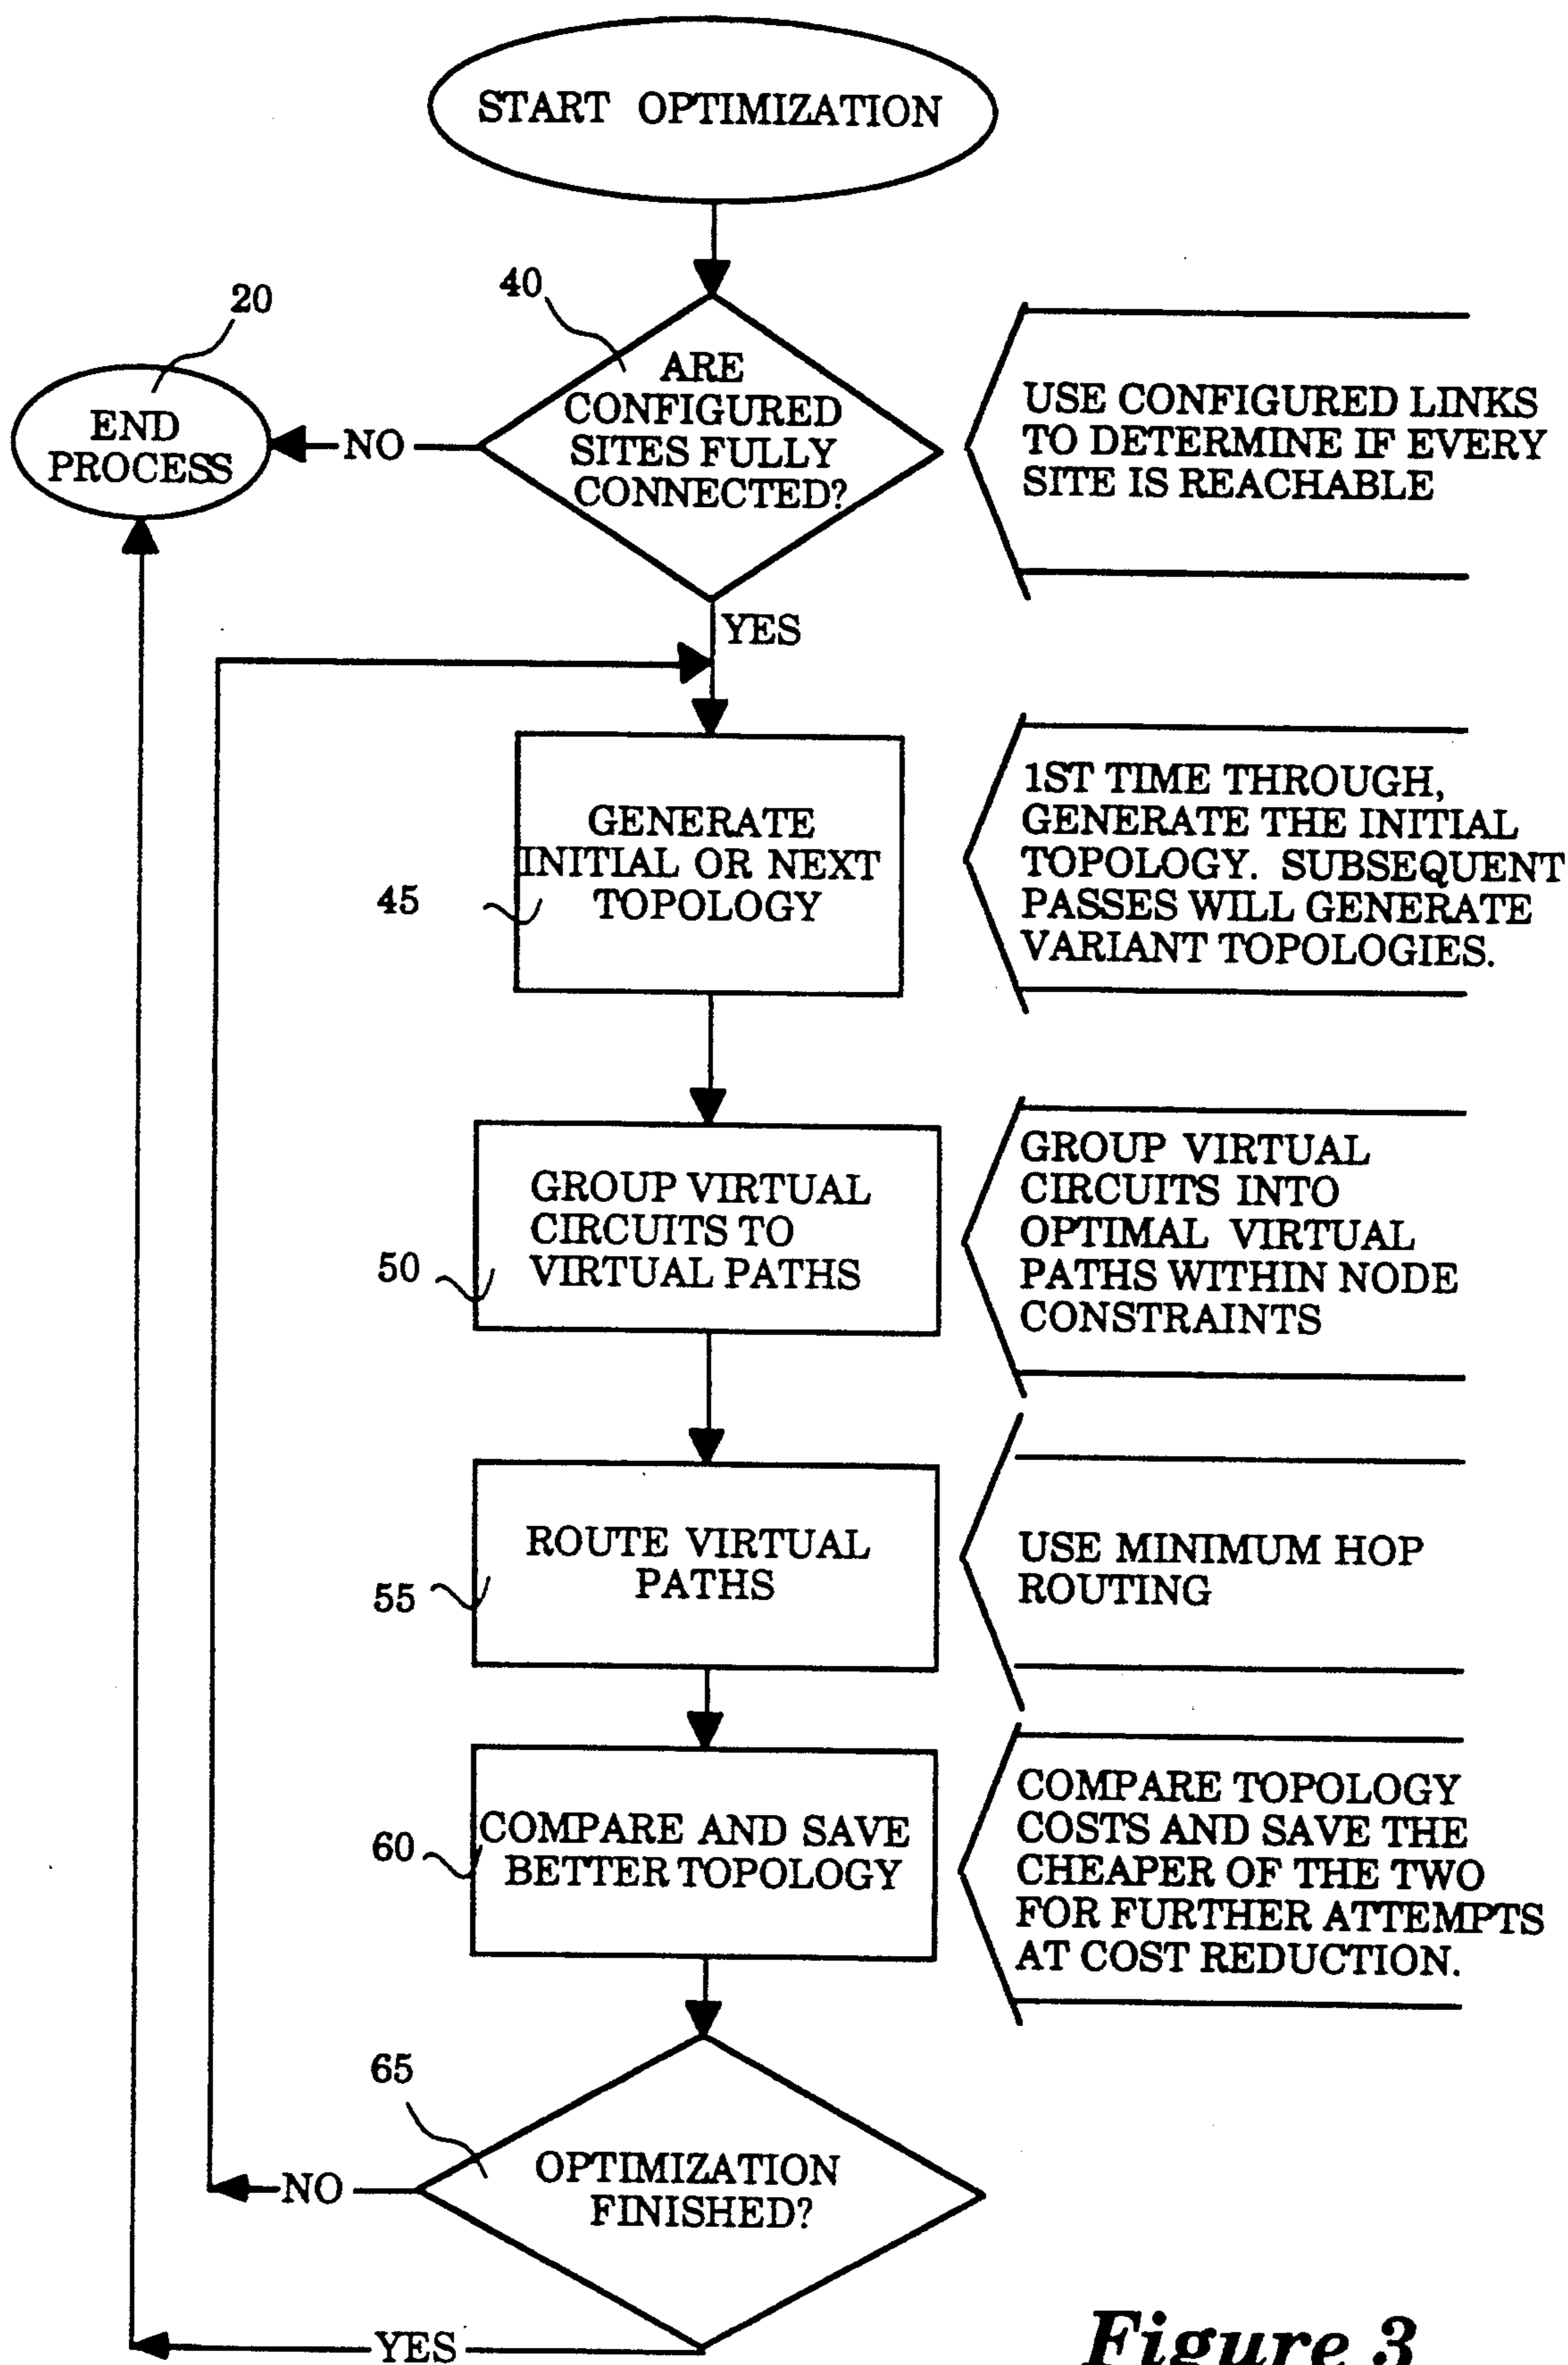 START OPTIMIZATION
40
20
ARE
CONFIGURED
SITES FULLY
CONNECTED?
USE CONFIGURED LINKS
TO DETERMINE IF EVERY
SITE IS REACHABLE
END
PROCESS
NO
YES
GENERATE
INITIAL OR NEXT
TOPOLOGY
45
1ST TIME THROUGH,
GENERATE THE INITIAL
TOPOLOGY. SUBSEQUENT
PASSES WILL GENERATE
VARIANT TOPOLOGIES.
GROUP VIRTUAL
CIRCUITS TO
VIRTUAL PATHS
50
GROUP VIRTUAL
CIRCUITS INTO
OPTIMAL VIRTUAL
PATHS WITHIN NODE
CONSTRAINTS
ROUTE VIRTUAL
PATHS
55
USE MINIMUM HOP
ROUTING
COMPARE AND SAVE
BETTER TOPOLOGY
60
COMPARE TOPOLOGY
COSTS AND SAVE THE
CHEAPER OF THE TWO
FOR FURTHER ATTEMPTS
AT COST REDUCTION.
65
OPTIMIZATION
FINISHED?
NO
YES
Figure 3